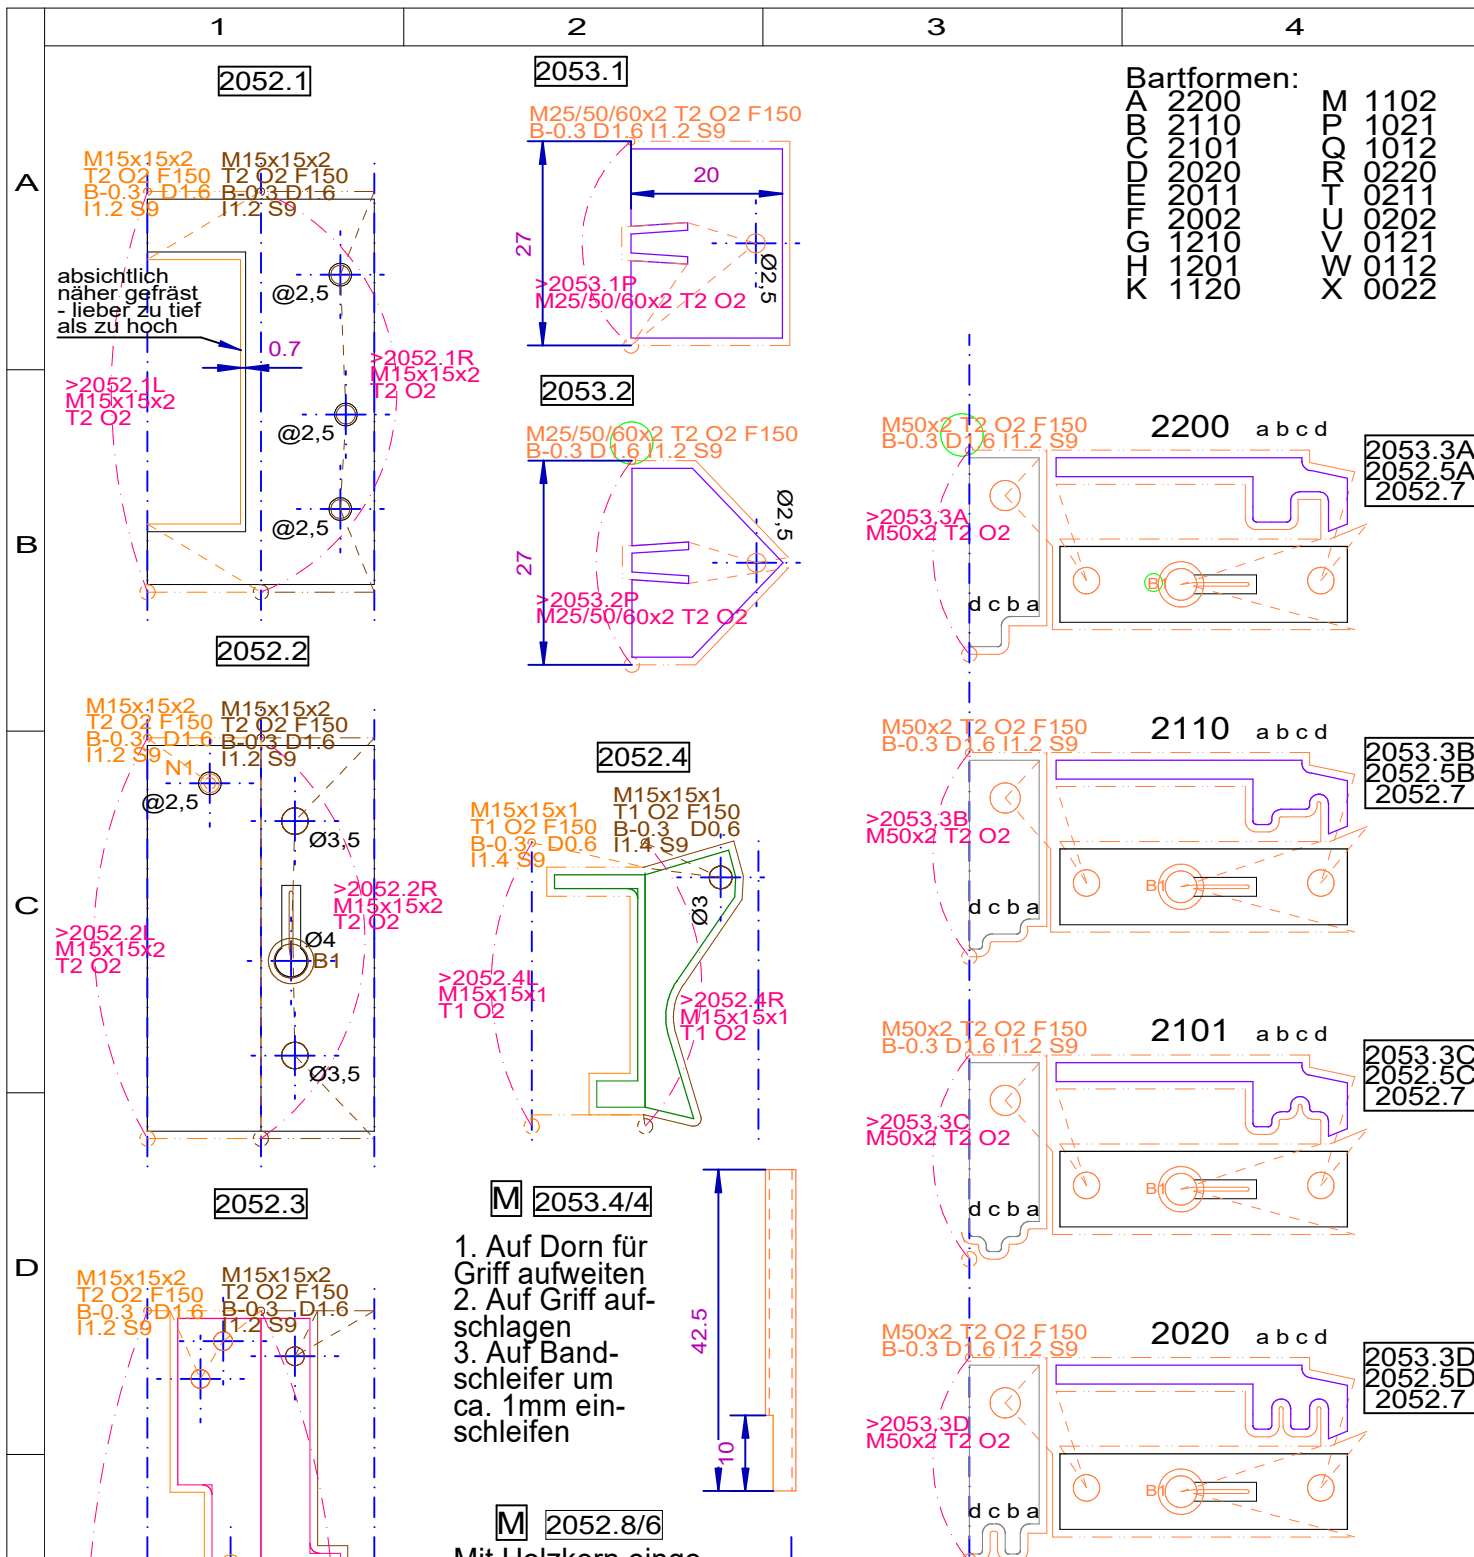 1
2
3
4
A
B
C
D
2052.1
M15x15x2
T2 O2 F150
B-0.3 D1.6
I1.2 S9
M15x15x2
T2 O2 F150
B-0.3 D1.6
I1.2 S9
absichtlich
näher gefräst
- lieber zu tief
als zu hoch
0.7
@2,5
@2,5
@2,5
>2052.1L
M15x15x2
T2 O2
>2052.1R
M15x15x2
T2 O2
2052.2
M15x15x2
T2 O2 F150
B-0.3 D1.6
I1.2 S9
M15x15x2
T2 O2 F150
B-0.3 D1.6
I1.2 S9
N1
@2,5
Ø3,5
>2052.2R
M15x15x2
T2 O2
>2052.2L
M15x15x2
T2 O2
Ø4
B1
Ø3,5
2052.3
M15x15x2
T2 O2 F150
B-0.3 D1.6
I1.2 S9
M15x15x2
T2 O2 F150
B-0.3 D1.6
I1.2 S9
2053.1
M25/50/60x2 T2 O2 F150
B-0.3 D1.6 I1.2 S9
20
27
Ø2,5
>2053.1P
M25/50/60x2 T2 O2
2053.2
M25/50/60x2 T2 O2 F150
B-0.3 D1.6 I1.2 S9
27
Ø2,5
>2053.2P
M25/50/60x2 T2 O2
2052.4
M15x15x1
T1 O2 F150
B-0.3 D0.6
I1.4 S9
M15x15x1
T1 O2 F150
B-0.3 D0.6
I1.4 S9
Ø3
>2052.4L
M15x15x1
T1 O2
>2052.4R
M15x15x1
T1 O2
M 2053.4/4
1. Auf Dorn für
Griff aufweiten
2. Auf Griff auf-
schlagen
3. Auf Band-
schleifer um
ca. 1mm ein-
schleifen
42.5
10
M 2052.8/6
Mit Holzkern einge-
Bartformen:
A 2200 M 1102
B 2110 P 1021
C 2101 Q 1012
D 2020 R 0220
E 2011 T 0211
F 2002 U 0202
G 1210 V 0121
H 1201 W 0112
K 1120 X 0022
M50x2 T2 O2 F150
B-0.3 D1.6 I1.2 S9
2200 a b c d
2053.3A
2052.5A
2052.7
>2053.3A
M50x2 T2 O2
B1
d c b a
M50x2 T2 O2 F150
B-0.3 D1.6 I1.2 S9
2110 a b c d
2053.3B
2052.5B
2052.7
>2053.3B
M50x2 T2 O2
B1
d c b a
M50x2 T2 O2 F150
B-0.3 D1.6 I1.2 S9
2101 a b c d
2053.3C
2052.5C
2052.7
>2053.3C
M50x2 T2 O2
B1
d c b a
M50x2 T2 O2 F150
B-0.3 D1.6 I1.2 S9
2020 a b c d
2053.3D
2052.5D
2052.7
>2053.3D
M50x2 T2 O2
B1
d c b a